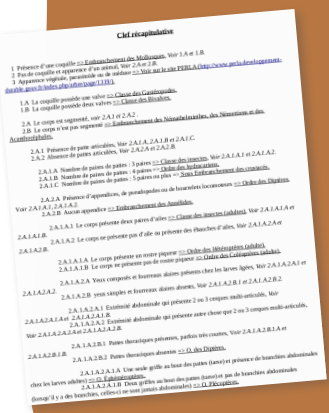 Clef récapitulative
1 Présence d'une coquille => Embranchement des Mollusques, Voir 1.A et 1.B.
2 Pas de coquille et apparence d'un animal, Voir 2.A et 2.B.
3 Apparence végétale, parasitoïde ou de méduse => Voir sur le site PERLA (http://www.perla.developpement-
durable.gouv.fr/index.php/other/page/1139/).
1.A Le corps possède une valve => Classe des Gastéropodes.
1.B Le corps possède deux valves => Classe des Bivalves.
2.A Le corps est segmenté, voir 2.A.1 et 2.A.2.
2.B. Le corps n'est pas segmenté => Embranchement des Némathelminthes, des Nématodes et des
Acanthocéphales.
2.A.1 Présence de patte articulées, Voir 2.A.1.A, 2.A.1.B et 2.A.1.C.
2.A.2 Absence de pattes articulées, Voir 2.A.2.A et 2.A.2.B.
2.A.1.A Nombre de pattes : 3 paires => Classe des insectes, Voir 2.A.1.A.1 et 2.A.1.A.2.
2.A.1.B Nombre de pattes : 4 paires => Ordre des
2.A.1.C Nombre de pattes : 5 paires ou plus => Sous Embranchement des crustacés.
2.A.2.A Présence d'appendices, de pseudopodes ou de bourrelets locomoteurs => Ordre des Diptères,
Voir 2.A.1.A.1, 2.A.1.A.2.
2.A.2.B Aucun appendice => Embranchement des Annélides.
2.A.1.A.1 Le corps présente deux paires d'ailes => Classe des insectes (adultes), Voir 2.A.1.A.1.A et
2.A.1.A.1.B.
2.A.1.A.2 Le corps ne présente pas d'aile ou présente des ébauches d'ailes, Voir 2.A.1.A.2.A et
2.A.1.A.2.B.
2.A.1.A.1.A Le corps présente un rostre piqueur => Ordre des Hétéroptères (adulte).
2.A.1.A.1.B Le corps ne présente pas de rostre piqueur => Ordre des Coléoptères (adulte).
2.A.1.A.2.A Yeux composés et fourreaux alaires présents chez les larves âgées, Voir 2.A.1.A.2.A.1 et
2.A.1.A.2.A.2.
2.A.1.A.2.B yeux simples et fourreaux alaires absents, Voir 2.A.1.A.2.B.1 et 2.A.1.A.2.B.2.
2.A.1.A.2.A.1 Extrémité abdominale qui présente 2 ou 3 cerques multi-articulés, Voir
2.A.1.A.2.A.1.A et 2.A.1.A.2.A.1.B.
2.A.1.A.2.A.2 Extrémité abdominale qui présente autre chose que 2 ou 3 cerques multi-articulés,
Voir 2.A.1.A.2.A.2.A et 2.A.1.A.2.A.2.B.
2.A.1.A.2.B.1 Pattes thoraciques présentes, parfois très courtes, Voir 2.A.1.A.2.B.1.A et
2.A.1.A.2.B.1.B.
2.A.1.A.2.B.2 Pattes thoraciques absentes => O. des Diptères.
2.A.1.A.2.A.1.A Une seule griffe au bout des pattes (tarse) et présence de branchies abdominales
chez les larves adultes) => O. Ephéméroptères.
2.A.1.A.2.A.1.B Deux griffes au bout des pattes (tarse) et pas de branchies abdominales
(lorsqu'il y a des branches, celles-ci ne sont jamais abdominales) => O. Plécoptères.